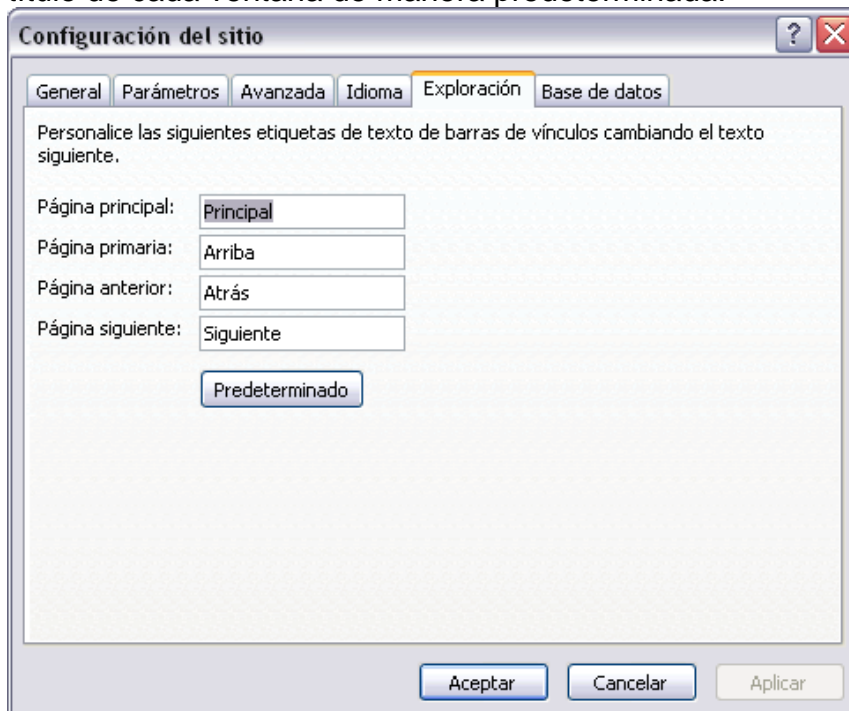 título de cada ventana de manera predeterminada.
Configuración del sitio
General Parámetros Avanzada Idioma Exploración Base de datos
Personalice las siguientes etiquetas de texto de barras de vínculos cambiando el texto
siguiente.
Página principal: Principal
Página primaria: Arriba
Página anterior: Atrás
Página siguiente: Siguiente
Predeterminado
Aceptar Cancelar Aplicar